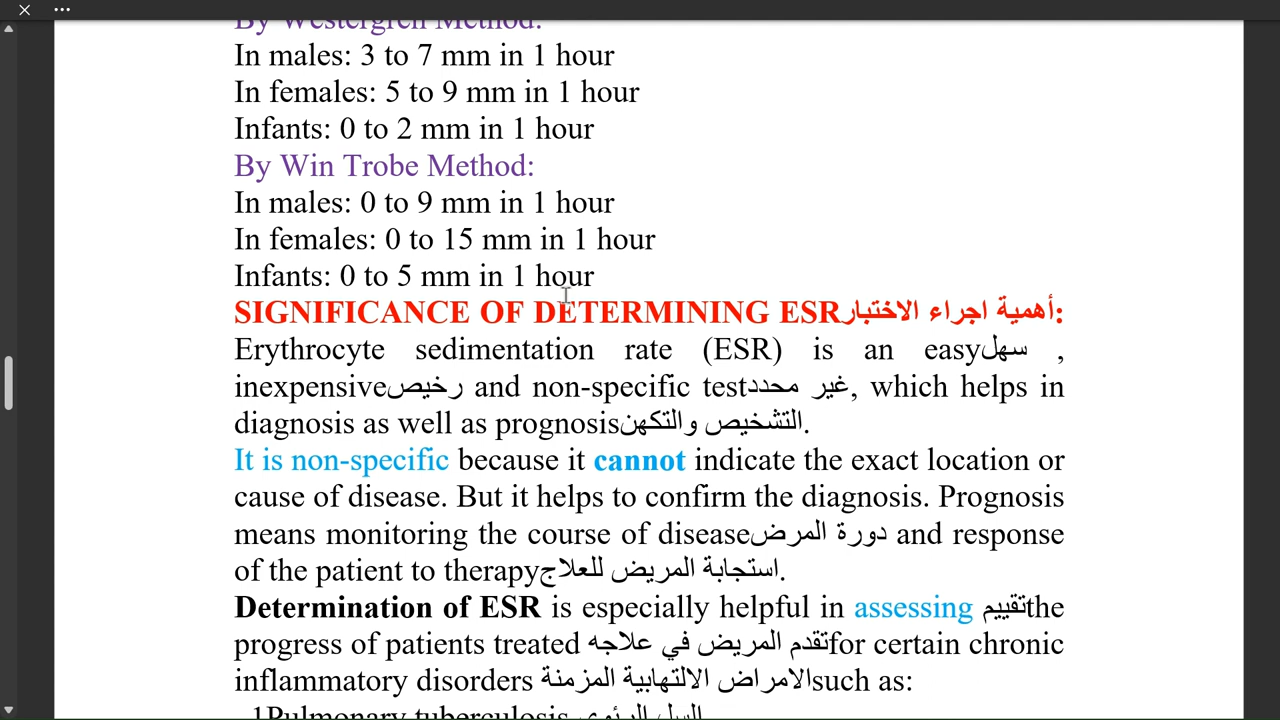 By Westergren Method:
In males: 3 to 7 mm in 1 hour
In females: 5 to 9 mm in 1 hour
Infants: 0 to 2 mm in 1 hour
By Win Trobe Method:
In males: 0 to 9 mm in 1 hour
In females: 0 to 15 mm in 1 hour
Infants: 0 to 5 mm in 1 hour
SIGNIFICANCE OF DETERMINING ESRأهمية اجراء الاختبار:
Erythrocyte sedimentation rate (ESR) is an easyسهل ,
inexpensiveرخيص and non-specific testغير محدد, which helps in
diagnosis as well as prognosisالتشخيص والتكهن.
It is non-specific because it cannot indicate the exact location or
cause of disease. But it helps to confirm the diagnosis. Prognosis
means monitoring the course of diseaseدورة المرض and response
of the patient to therapyاستجابة المريض للعلاج.
Determination of ESR is especially helpful in assessing تقييمthe
progress of patients treated تقدم المريض في علاجهfor certain chronic
inflammatory disorders الامراض الالتهابية المزمنةsuch as:
1Pulmonary tuberculosis السل الرئوي